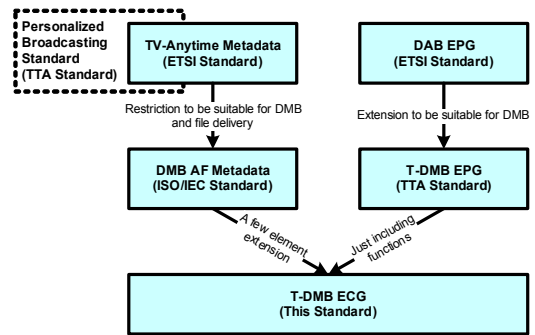 Personalized
Broadcasting
Standard
(TTA Standard)
TV-Anytime Metadata
(ETSI Standard)
DAB EPG
(ETSI Standard)
Restriction to be suitable for DMB
and file delivery
Extension to be suitable for DMB
DMB AF Metadata
(ISO/IEC Standard)
T-DMB EPG
(TTA Standard)
A few element
extension
Just including
functions
T-DMB ECG
(This Standard)